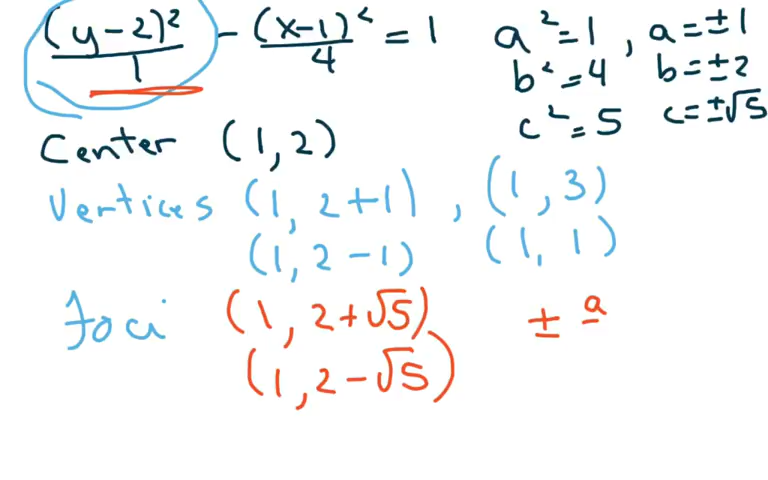 (y-2)²/1 - (x-1)²/4 = 1   a² = 1 , a = ±1
b² = 4   b = ±2
c² = 5   c = ±√5
Center (1,2)
Vertices (1, 2+1) , (1, 3)
(1, 2-1)   (1, 1)
foci (1, 2+√5)   ± a
(1, 2-√5)